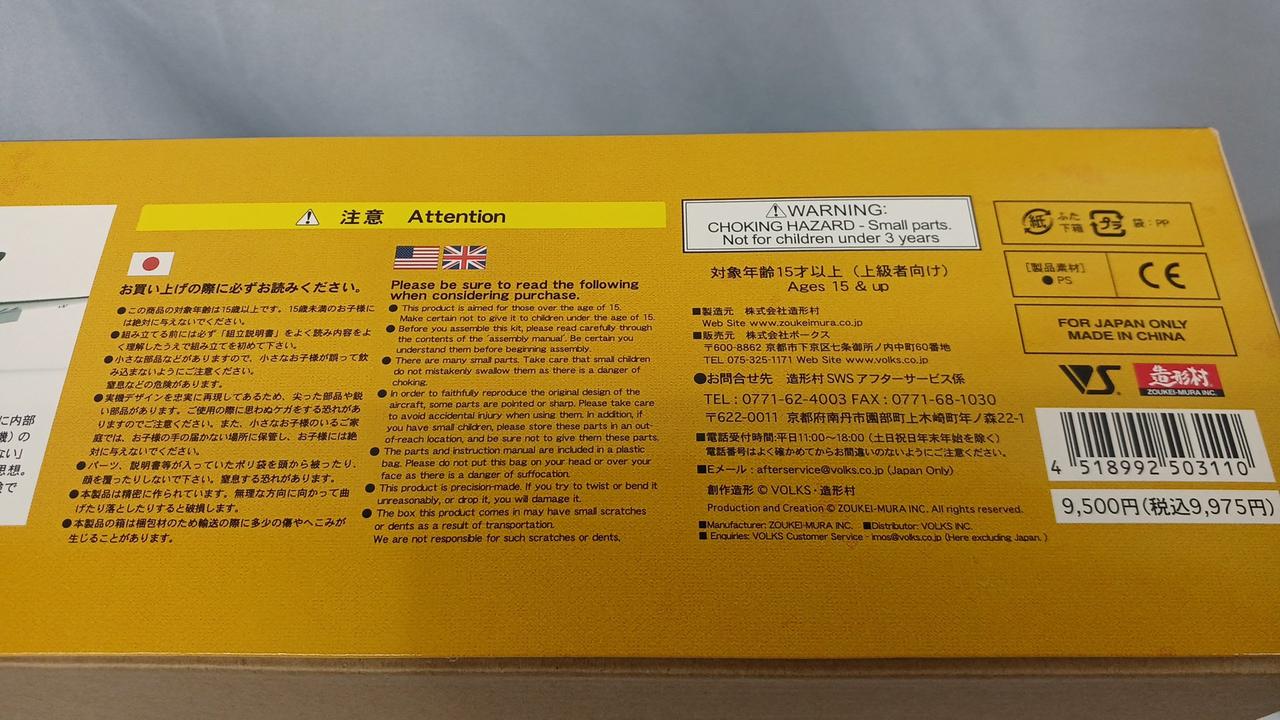 に内部
機）の
ない」
思想。
途で
注意 Attention
お買い上げの際に必ずお読みください。
●この商品の対象年齢は15歳以上です。15歳未満のお子様に
は絶対に与えないでください。
●組み立てる前には必ず「組立説明書」をよく読み内容をよ
く理解したうえで組み立てを初めて下さい。
●小さな部品などがありますので、小さなお子様が誤って飲
み込まないようにご注意ください。
窒息などの危険があります。
●実機デザインを忠実に再現してあるため、尖った部品や鋭
い部品があります。ご使用の際に思わぬケガをする恐れがあ
りますのでご注意ください。また、小さなお子様のいるご家
庭では、お子様の手の届かない場所に保管し、お子様には絶
対に与えないでください。
●パーツ、説明書等が入っていたポリ袋を頭から被ったり、
顔を覆ったりしないで下さい。窒息する恐れがあります。
●本製品は精密に作られています。無理な方向に向かって曲
げたり落としたりすると破損します。
●本製品の箱は梱包材のため輸送の際に多少の傷やへこみが
生じることがあります。
Please be sure to read the following
when considering purchase.
● This product is aimed for those over the age of 15.
Make certain not to give it to children under the age of 15.
● Before you assemble this kit, please read carefully through
the contents of the 'assembly manual'. Be certain you
understand them before beginning assembly.
● There are many small parts. Take care that small children
do not mistakenly swallow them as there is a danger of
choking.
● In order to faithfully reproduce the original design of the
aircraft, some parts are pointed or sharp. Please take care
to avoid accidental injury when using them. In addition, if
you have small children, please store these parts in an out-
of-reach location, and be sure not to give them these parts.
● The parts and instruction manual are included in a plastic
bag. Please do not put this bag on your head or over your
face as there is a danger of suffocation.
● This product is precision-made. If you try to twist or bend it
unreasonably, or drop it, you will damage it.
● The box this product comes in may have small scratches
or dents as a result of transportation.
We are not responsible for such scratches or dents.
WARNING:
CHOKING HAZARD - Small parts.
Not for children under 3 years
対象年齢15才以上（上級者向け）
Ages 15 & up
■製造元 株式会社造形村
Web Site www.zoukeimura.co.jp
■販売元 株式会社ボークス
〒600-8862 京都市下京区七条御所ノ内中町60番地
TEL 075-325-1171 Web Site www.volks.co.jp
●お問合せ先 造形村 SWS アフターサービス係
TEL : 0771-62-4003 FAX : 0771-68-1030
〒622-0011 京都府南丹市園部町上木崎町年ノ森22-1
■電話受付時間:平日11:00〜18:00 (土日祝日年末年始を除く)
電話番号はよく確かめてからお間違いのないようにご注意ください。
■Eメール : afterservice@volks.co.jp (Japan Only)
創作造形 © VOLKS・造形村
Production and Creation © ZOUKEI-MURA INC. All rights reserved.
■Manufacturer: ZOUKEI-MURA INC. ■Distributor: VOLKS INC.
■ Enquiries: VOLKS Customer Service - imos@volks.co.jp (Here excluding Japan. )
紙 ふた
下箱 プラ 袋：PP
［製品素材］
● PS
CE
FOR JAPAN ONLY
MADE IN CHINA
VS 造形村
ZOUKEI-MURA INC.
4 518992 503110
9,500円(税込9,975円)